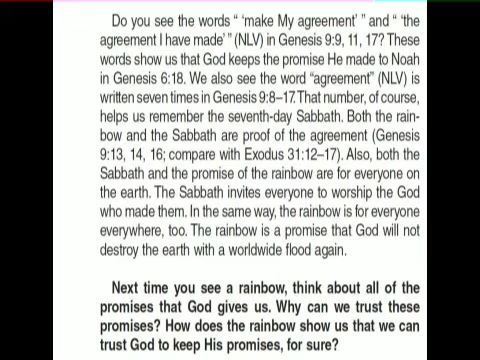 Do you see the words “ ‘make My agreement’ ” and “ ‘the
agreement I have made’ ” (NLV) in Genesis 9:9, 11, 17? These
words show us that God keeps the promise He made to Noah
in Genesis 6:18. We also see the word “agreement” (NLV) is
written seven times in Genesis 9:8–17. That number, of course,
helps us remember the seventh-day Sabbath. Both the rain-
bow and the Sabbath are proof of the agreement (Genesis
9:13, 14, 16; compare with Exodus 31:12–17). Also, both the
Sabbath and the promise of the rainbow are for everyone on
the earth. The Sabbath invites everyone to worship the God
who made them. In the same way, the rainbow is for everyone
everywhere, too. The rainbow is a promise that God will not
destroy the earth with a worldwide flood again.
Next time you see a rainbow, think about all of the
promises that God gives us. Why can we trust these
promises? How does the rainbow show us that we can
trust God to keep His promises, for sure?